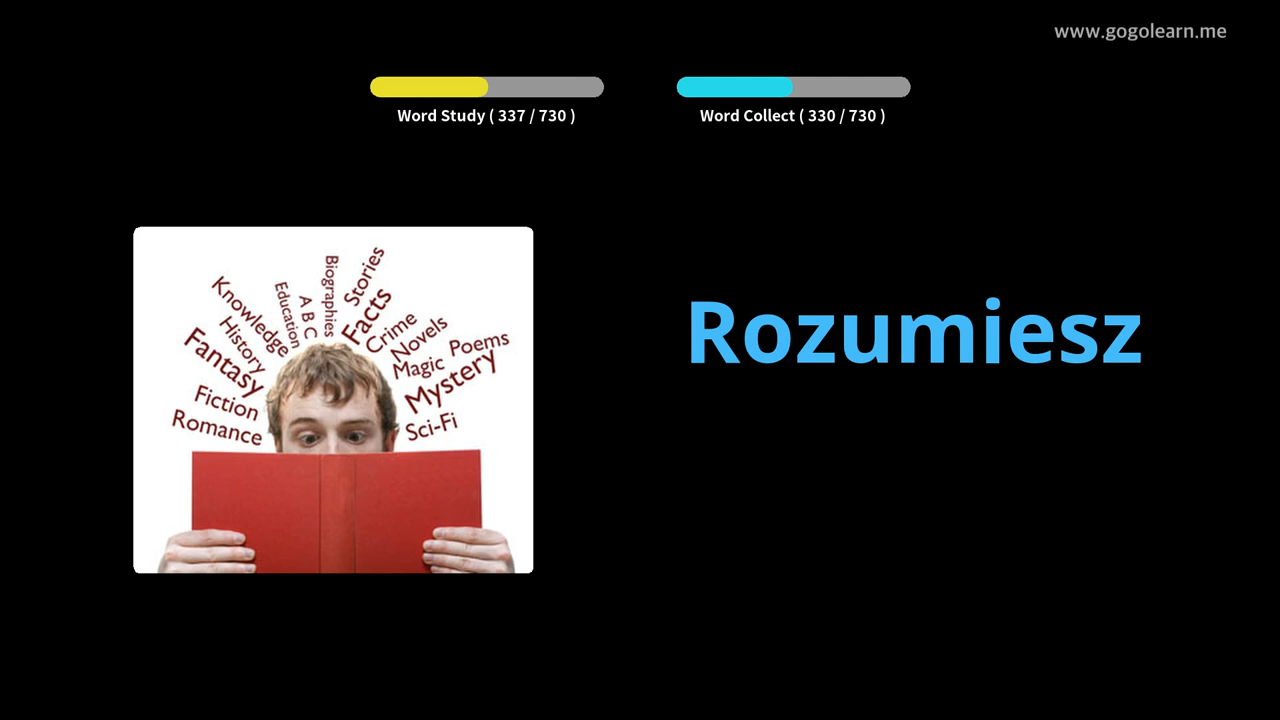 www.gogolearn.me
Word Study ( 337 / 730 )
Word Collect ( 330 / 730 )
Rozumiesz
Biographies
Stories
Education
A B C
Facts
Knowledge
Crime
History
Novels
Fantasy
Magic
Poems
Mystery
Fiction
Romance
Sci-Fi